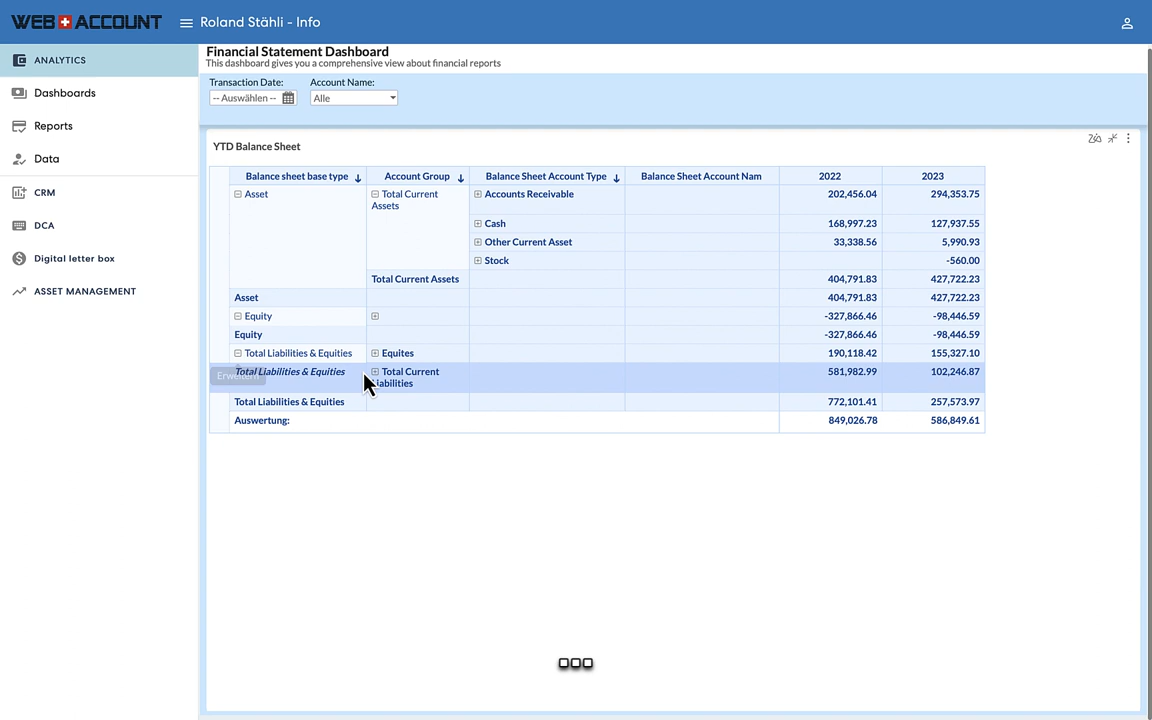 WEB ACCOUNT
Roland Stähli - Info
ANALYTICS
Dashboards
Reports
Data
CRM
DCA
Digital letter box
ASSET MANAGEMENT
Financial Statement Dashboard
This dashboard gives you a comprehensive view about financial reports
Transaction Date: Account Name:
-- Auswählen -- Alle
YTD Balance Sheet
Balance sheet base type Account Group Balance Sheet Account Type Balance Sheet Account Nam 2022 2023
Asset Total Current Assets Accounts Receivable 202,456.04 294,353.75
Cash 168,997.23 127,937.55
Other Current Asset 33,338.56 5,990.93
Stock -560.00
Total Current Assets 404,791.83 427,722.23
Asset 404,791.83 427,722.23
Equity -327,866.46 -98,446.59
Equity -327,866.46 -98,446.59
Total Liabilities & Equities Equites 190,118.42 155,327.10
Total Liabilities & Equities Total Current Liabilities 581,982.99 102,246.87
Total Liabilities & Equities 772,101.41 257,573.97
Auswertung: 849,026.78 586,849.61